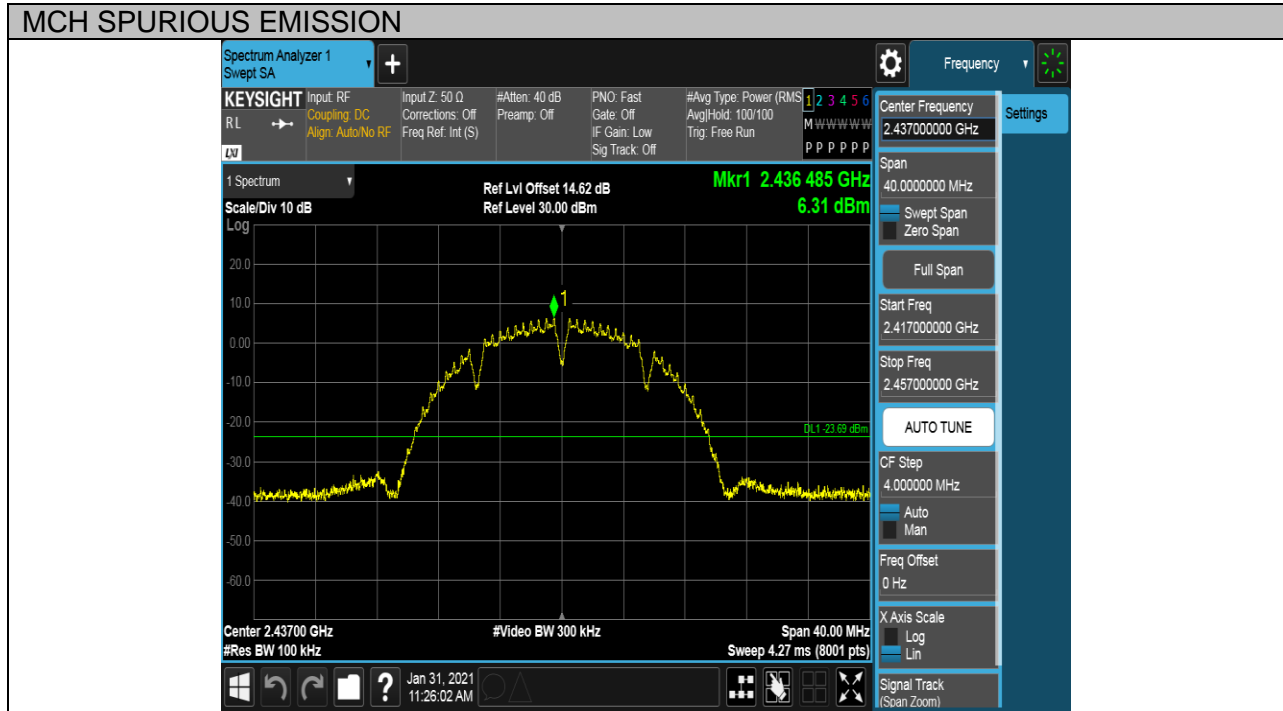 MCH SPURIOUS EMISSION
Spectrum Analyzer 1
Swept SA
Frequency
KEYSIGHT
RL
LXI
Input: RF
Coupling: DC
Align: Auto/No RF
Input Z: 50 Ω
Corrections: Off
Freq Ref: Int (S)
#Atten: 40 dB
Preamp: Off
PNO: Fast
Gate: Off
IF Gain: Low
Sig Track: Off
#Avg Type: Power (RMS
Avg|Hold: 100/100
Trig: Free Run
1 2 3 4 5 6
M W W W W W
P P P P P P
1 Spectrum
Scale/Div 10 dB
Ref Lvl Offset 14.62 dB
Ref Level 30.00 dBm
Mkr1 2.436 485 GHz
6.31 dBm
Log
20.0
10.0
0.00
-10.0
-20.0
-30.0
-40.0
-50.0
-60.0
1
DL1 -23.69 dBm
Center 2.43700 GHz
#Res BW 100 kHz
#Video BW 300 kHz
Span 40.00 MHz
Sweep 4.27 ms (8001 pts)
Center Frequency
2.437000000 GHz
Settings
Span
40.0000000 MHz
Swept Span
Zero Span
Full Span
Start Freq
2.417000000 GHz
Stop Freq
2.457000000 GHz
AUTO TUNE
CF Step
4.000000 MHz
Auto
Man
Freq Offset
0 Hz
X Axis Scale
Log
Lin
Signal Track
(Span Zoom)
?
Jan 31, 2021
11:26:02 AM